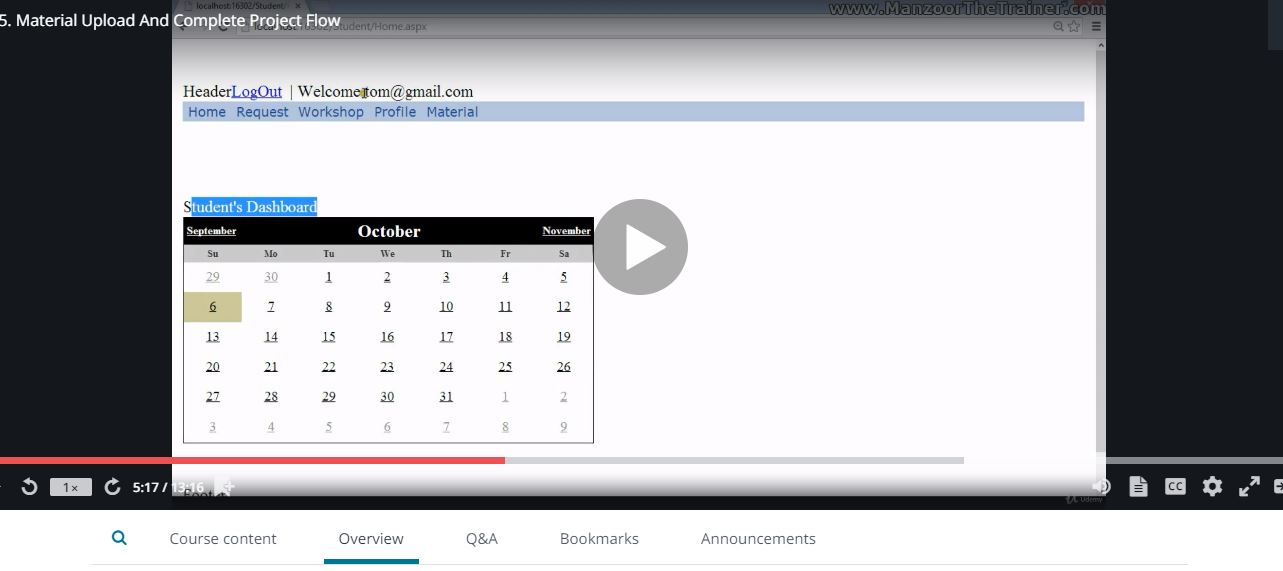 localhost:16302/Student/
www.ManzoorTheTrainer.com
5. Material Upload And Complete Project Flow
localhost:16302/Student/Home.aspx
HeaderLogOut | Welcome tom@gmail.com
Home Request Workshop Profile Material
Student's Dashboard
September October November
Su Mo Tu We Th Fr Sa
29 30 1 2 3 4 5
6 7 8 9 10 11 12
13 14 15 16 17 18 19
20 21 22 23 24 25 26
27 28 29 30 31 1 2
3 4 5 6 7 8 9
1x 5:17 / 13:16 CC
Udemy
Course content Overview Q&A Bookmarks Announcements